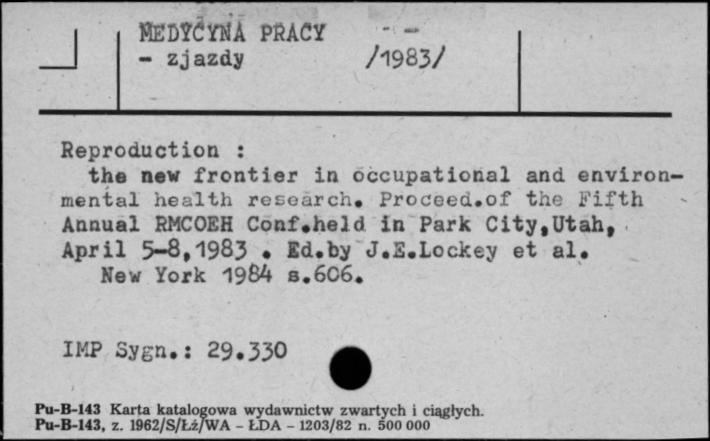 MEDYCYNA PRACY
- zjazdy /1983/
Reproduction :
the new frontier in occupational and environ-
mental health research. Proceed.of the Fifth
Annual RMCOEH Conf.held in Park City,Utah,
April 5-8,1983 . Ed.by J.E.Lockey et al.
New York 1984 s.606.
IMP Sygn.: 29.330
Pu-B-143 Karta katalogowa wydawnictw zwartych i ciągłych.
Pu-B-143, z. 1962/S/Łż/WA - ŁDA - 1203/82 n. 500 000